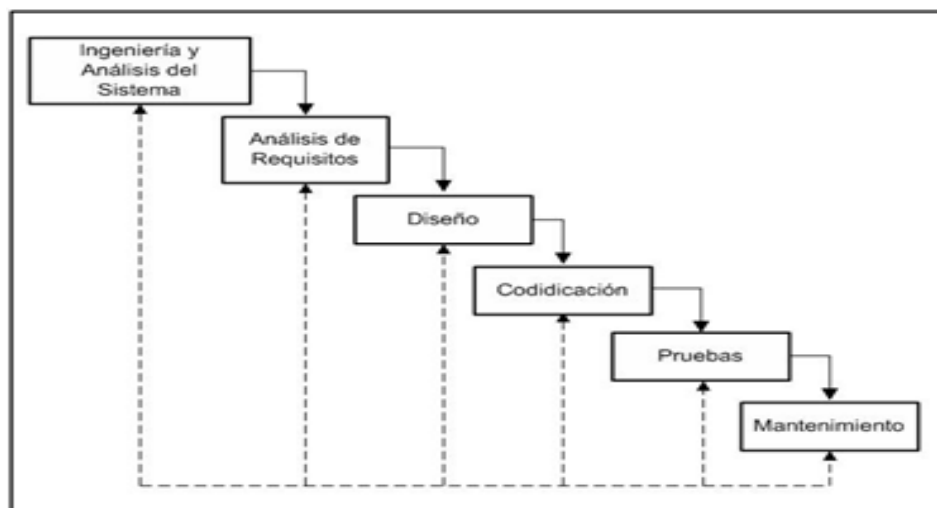 Ingeniería y
Análisis del
Sistema
Análisis de
Requisitos
Diseño
Codidicación
Pruebas
Mantenimiento